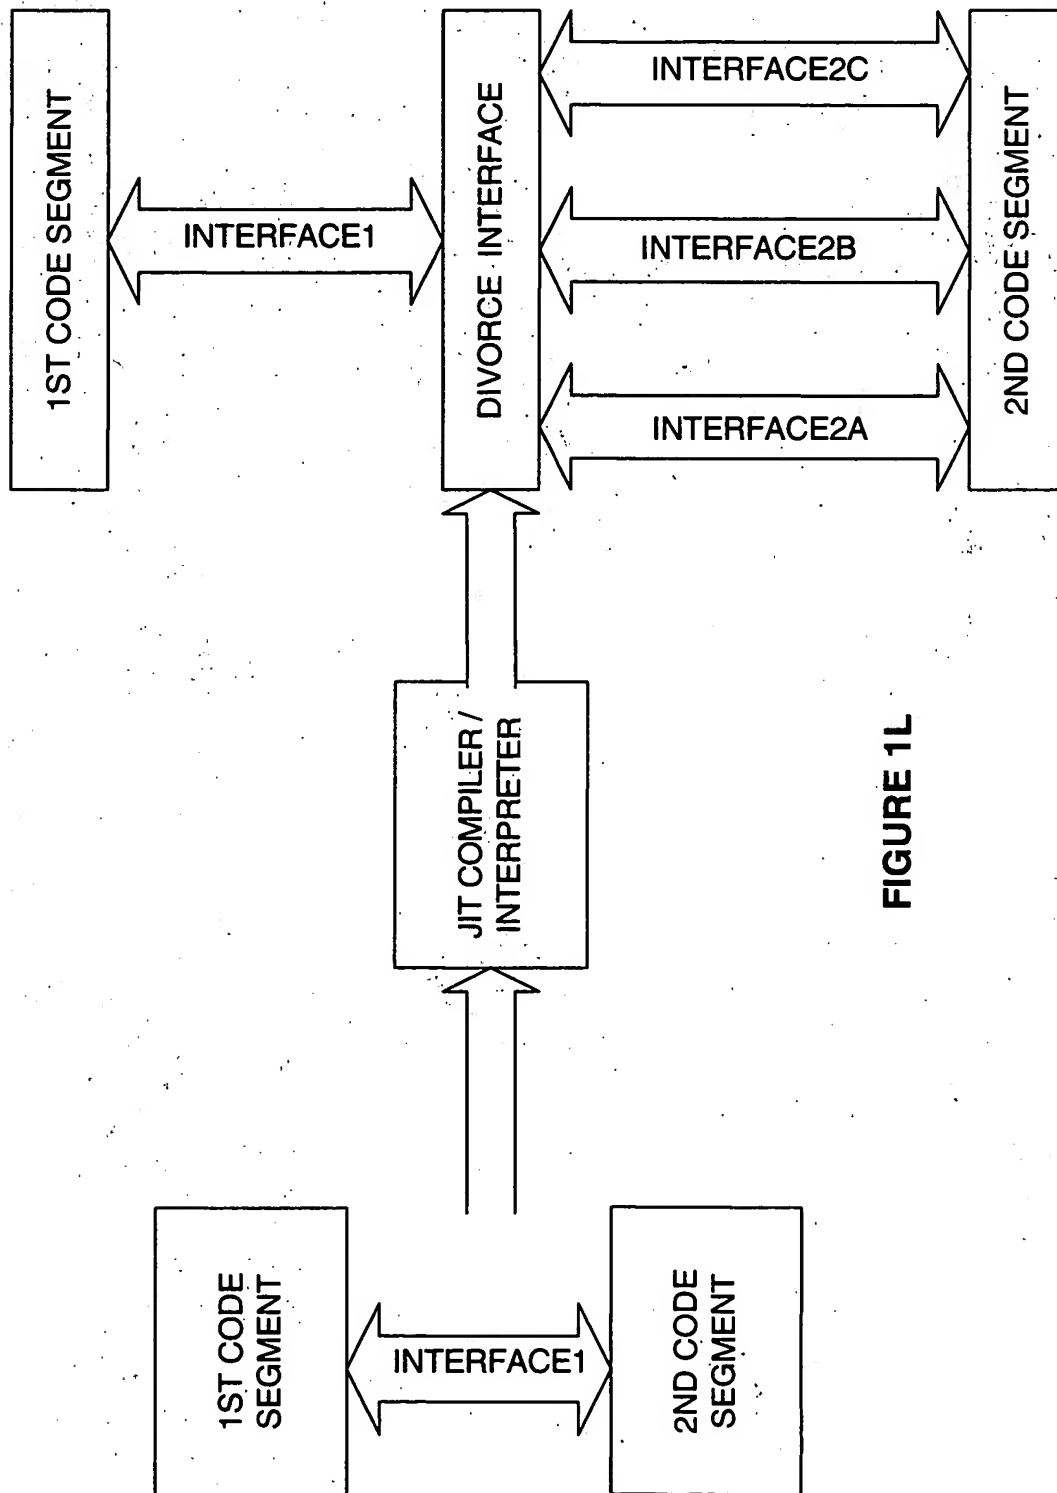 1ST CODE SEGMENT
INTERFACE1
DIVORCE INTERFACE
INTERFACE2A
INTERFACE2B
INTERFACE2C
2ND CODE SEGMENT
JIT COMPILER /
INTERPRETER
1ST CODE
SEGMENT
INTERFACE1
2ND CODE
SEGMENT
FIGURE 1L